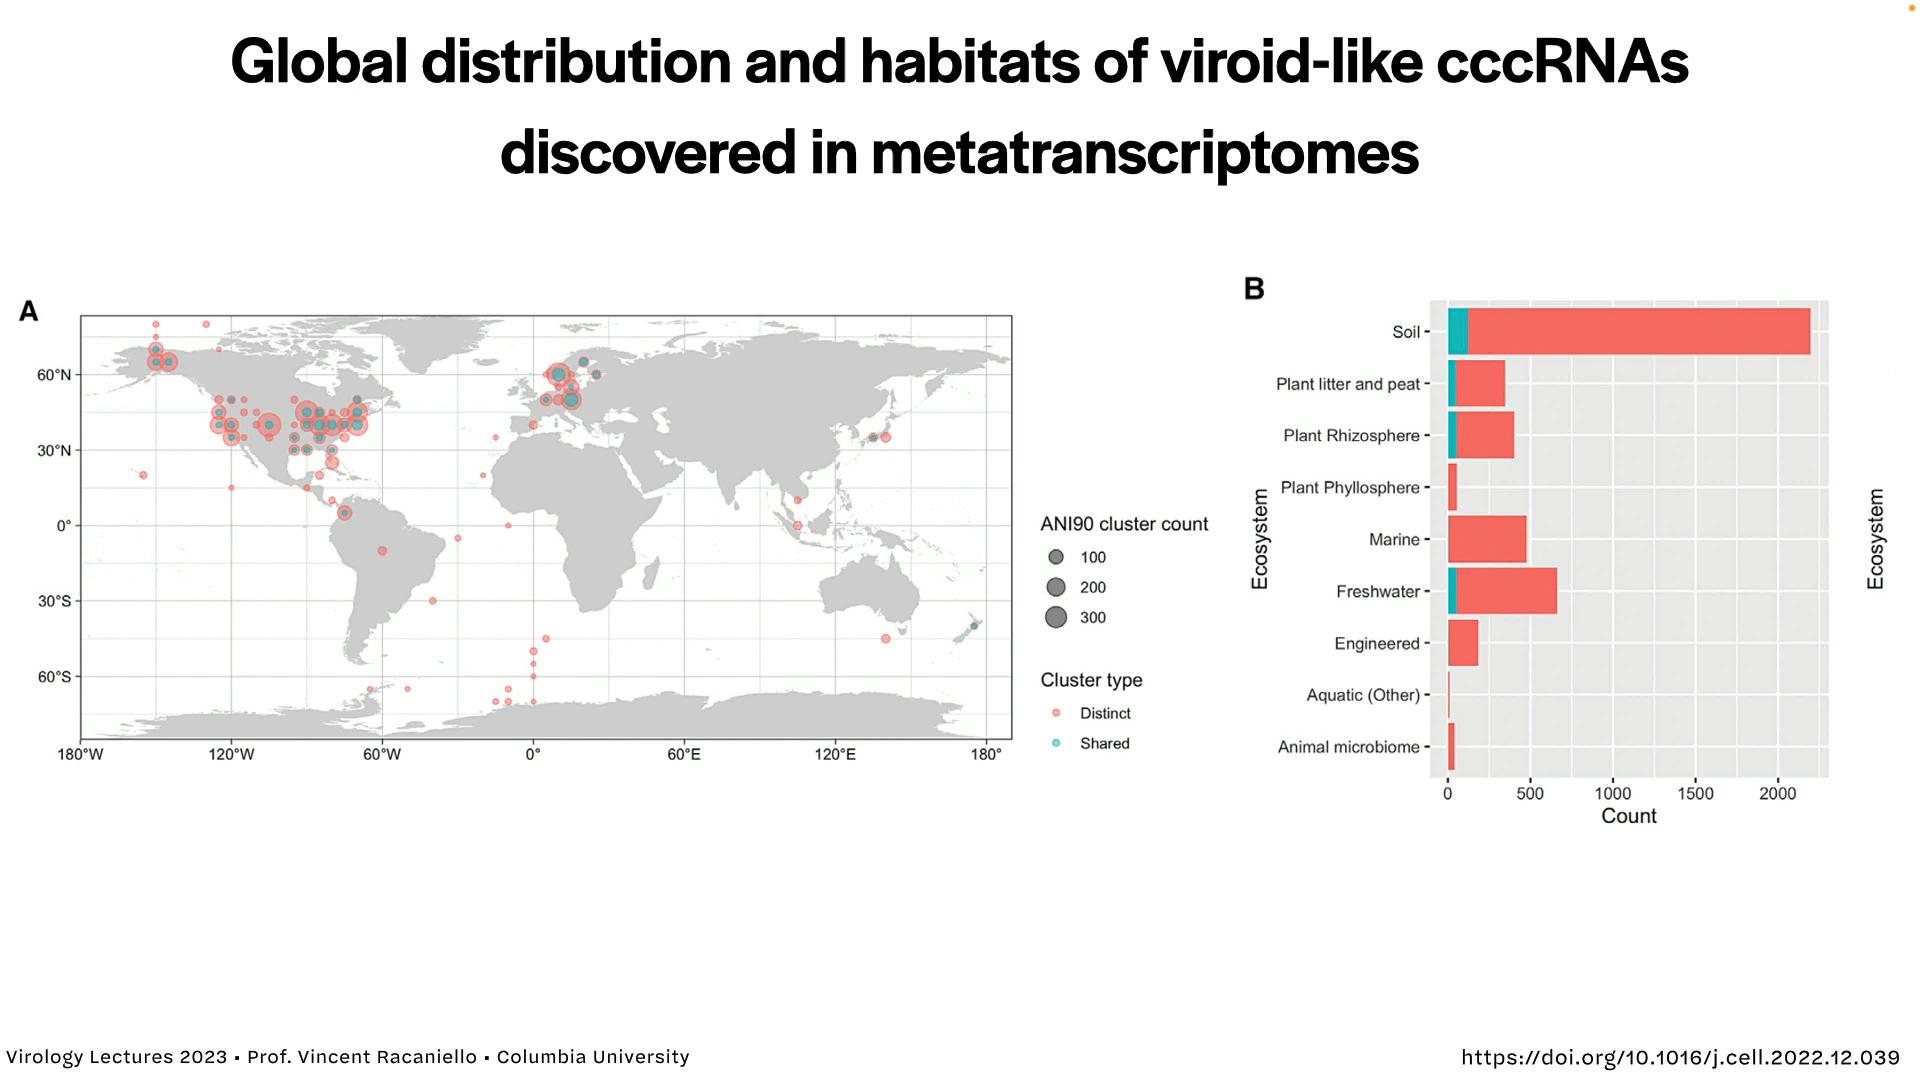 Global distribution and habitats of viroid-like cccRNAs
discovered in metatranscriptomes
A
60°N
30°N
0°
30°S
60°S
180°W
120°W
60°W
0°
60°E
120°E
180°
ANI90 cluster count
100
200
300
Cluster type
Distinct
Shared
B
Ecosystem
Soil
Plant litter and peat
Plant Rhizosphere
Plant Phyllosphere
Marine
Freshwater
Engineered
Aquatic (Other)
Animal microbiome
0
500
1000
1500
2000
Count
Ecosystem
Virology Lectures 2023 • Prof. Vincent Racaniello • Columbia University
https://doi.org/10.1016/j.cell.2022.12.039